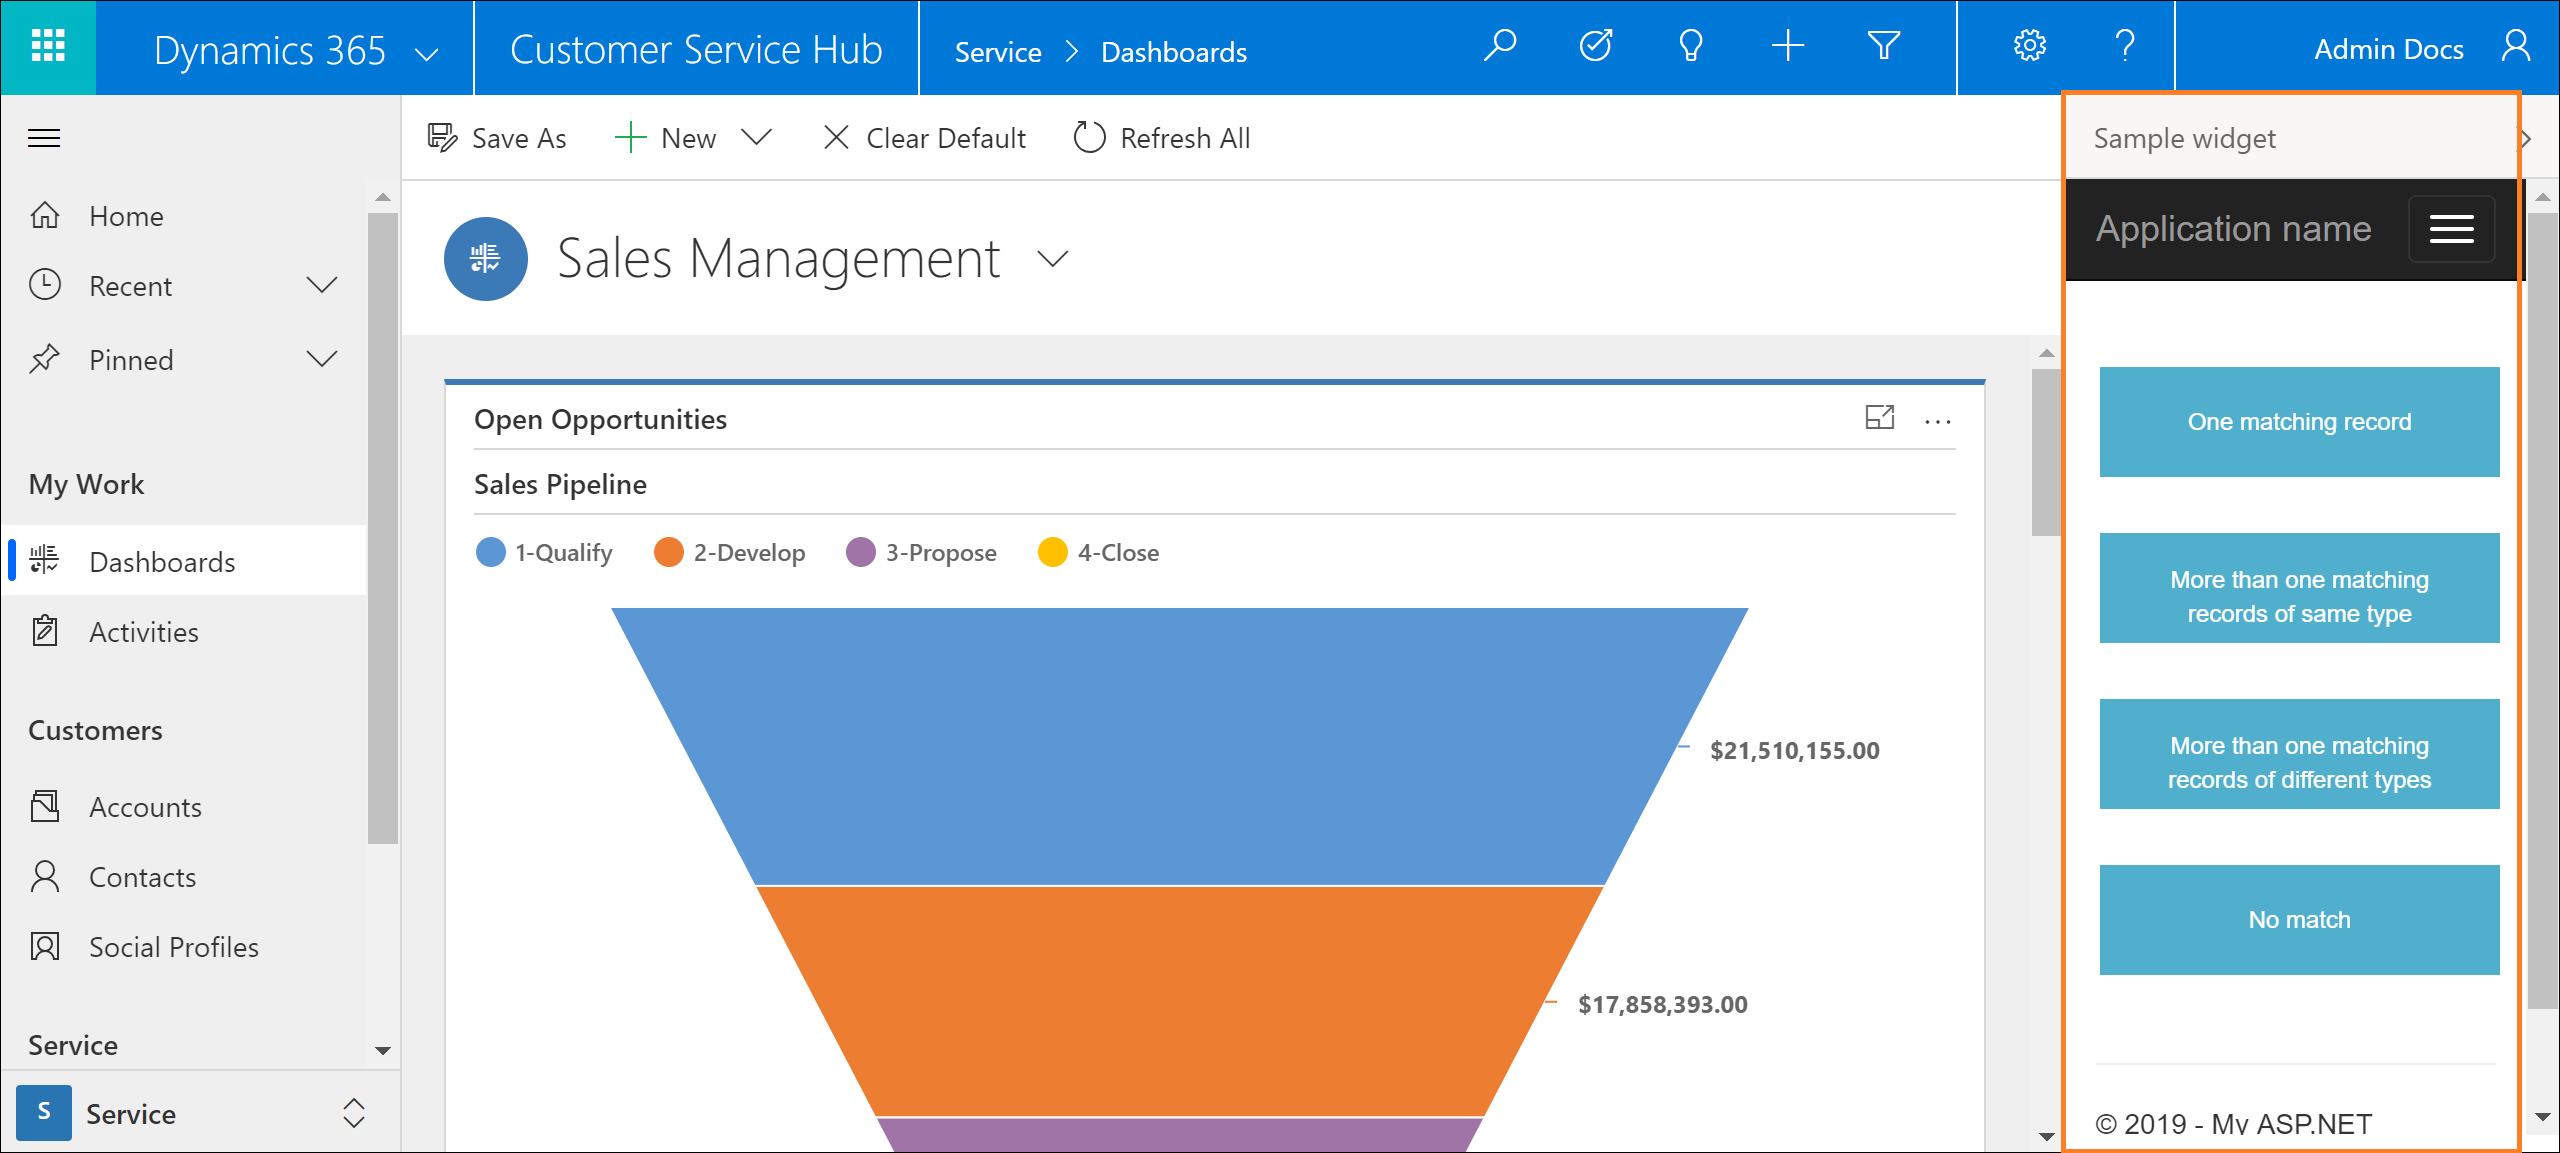 Dynamics 365
Customer Service Hub
Service > Dashboards
Admin Docs
Home
Recent
Pinned
My Work
Dashboards
Activities
Customers
Accounts
Contacts
Social Profiles
Service
S Service
Save As
New
Clear Default
Refresh All
Sales Management
Open Opportunities
...
Sales Pipeline
1-Qualify
2-Develop
3-Propose
4-Close
$21,510,155.00
$17,858,393.00
Sample widget
Application name
One matching record
More than one matching
records of same type
More than one matching
records of different types
No match
© 2019 - My ASP.NET